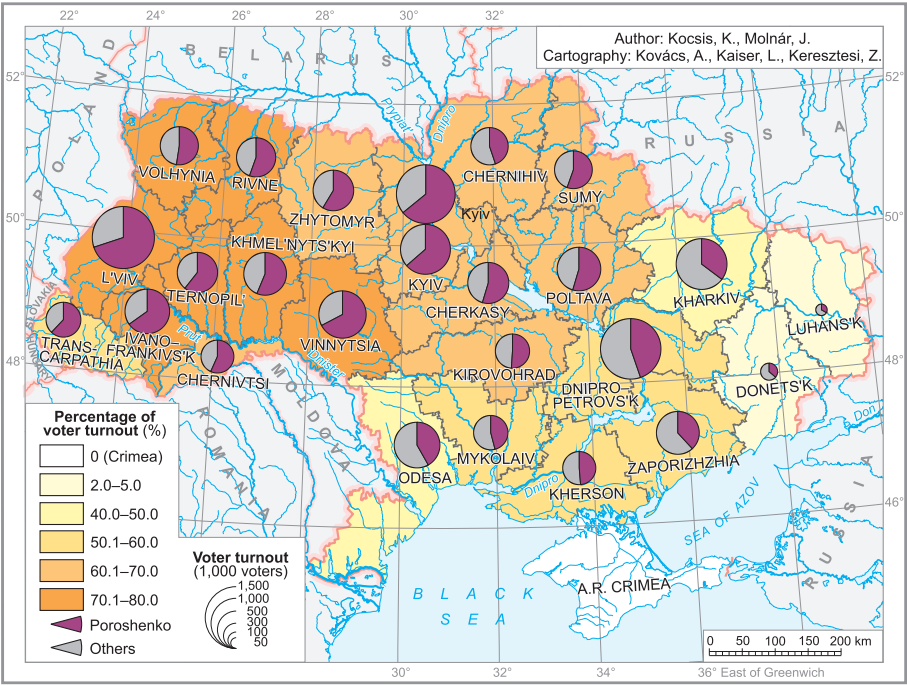 22°
24°
26°
28°
30°
32°
Author: Kocsis, K., Molnár, J.
Cartography: Kovács, A., Kaiser, L., Keresztesi, Z.
52°
52°
POLAND
BELARUS
RUSSIA
Prypiat'
Dnipro
VOLHYNIA
RIVNE
ZHYTOMYR
CHERNIHIV
SUMY
Kyiv
50°
50°
L'VIV
KHMEL'NYTS'KYI
TERNOPIL'
KYIV
CHERKASY
POLTAVA
KHARKIV
LUHANS'K
SLOVAKIA
HUNGARY
TRANS-
CARPATHIA
IVANO–
FRANKIVS'K
Prut
CHERNIVTSI
VINNYTSIA
Dnister
KIROVOHRAD
DNIPRO–
PETROVS'K
DONETS'K
48°
48°
MOLDOVA
ROMANIA
ODESA
MYKOLAIV
Dnipro
KHERSON
ZAPORIZHZHIA
Don
RUSSIA
SEA OF AZOV
46°
A.R. CRIMEA
BLACK
SEA
Percentage of
voter turnout (%)
0 (Crimea)
2.0–5.0
40.0–50.0
50.1–60.0
60.1–70.0
70.1–80.0
Poroshenko
Others
Voter turnout
(1,000 voters)
1,500
1,000
500
300
100
50
0 50 100 150 200 km
30°
32°
34°
36° East of Greenwich